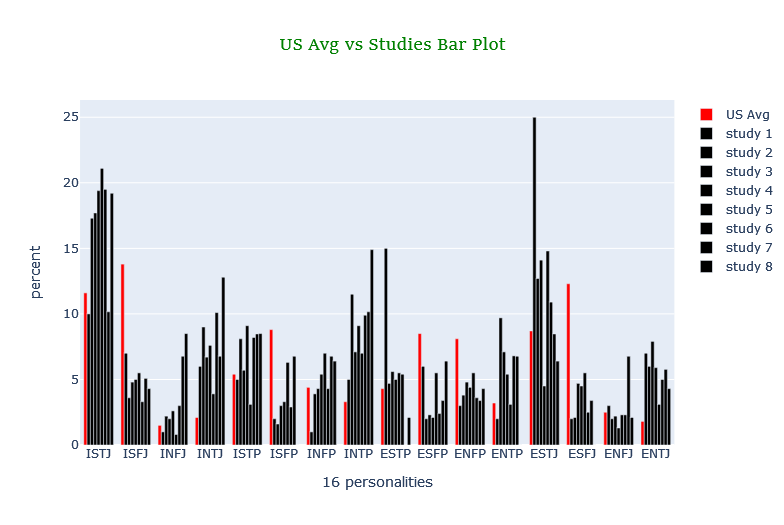 US Avg vs Studies Bar Plot
25
20
15
10
5
0
percent
ISTJ ISFJ INFJ INTJ ISTP ISFP INFP INTP ESTP ESFP ENFP ENTP ESTJ ESFJ ENFJ ENTJ
16 personalities
US Avg
study 1
study 2
study 3
study 4
study 5
study 6
study 7
study 8